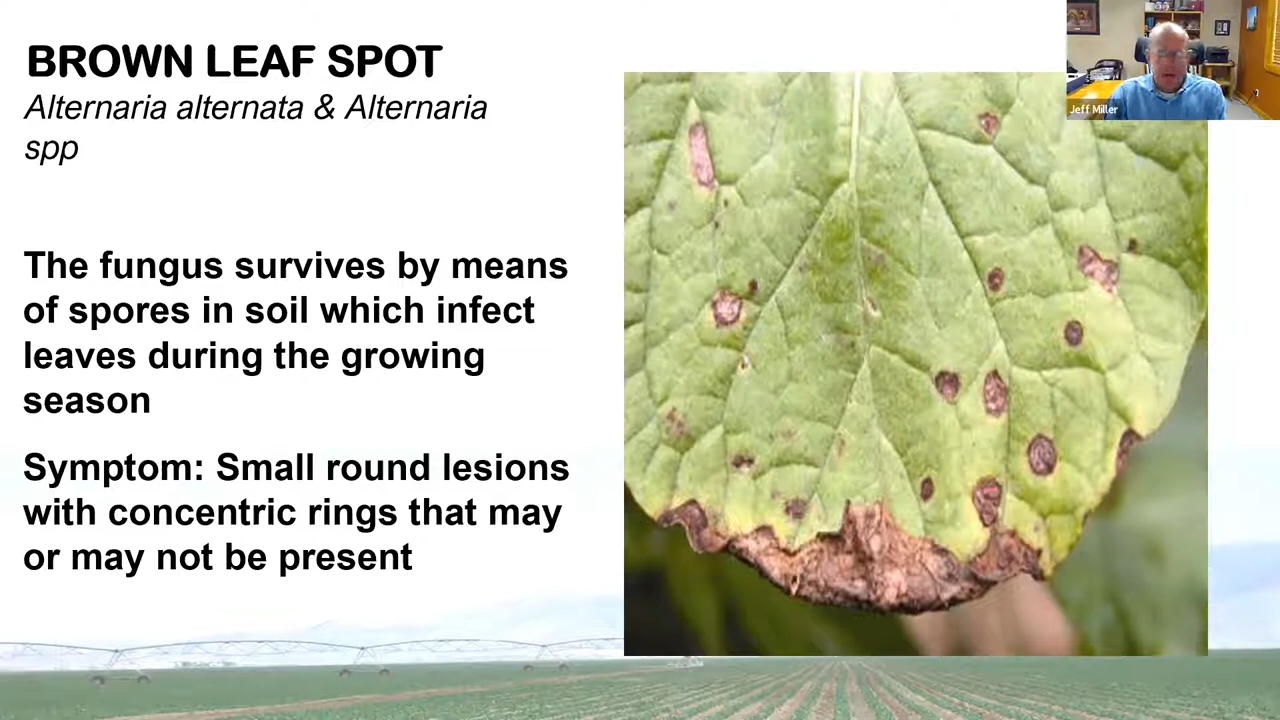 BROWN LEAF SPOT
Alternaria alternata & Alternaria
spp
The fungus survives by means
of spores in soil which infect
leaves during the growing
season
Symptom: Small round lesions
with concentric rings that may
or may not be present
Jeff Miller